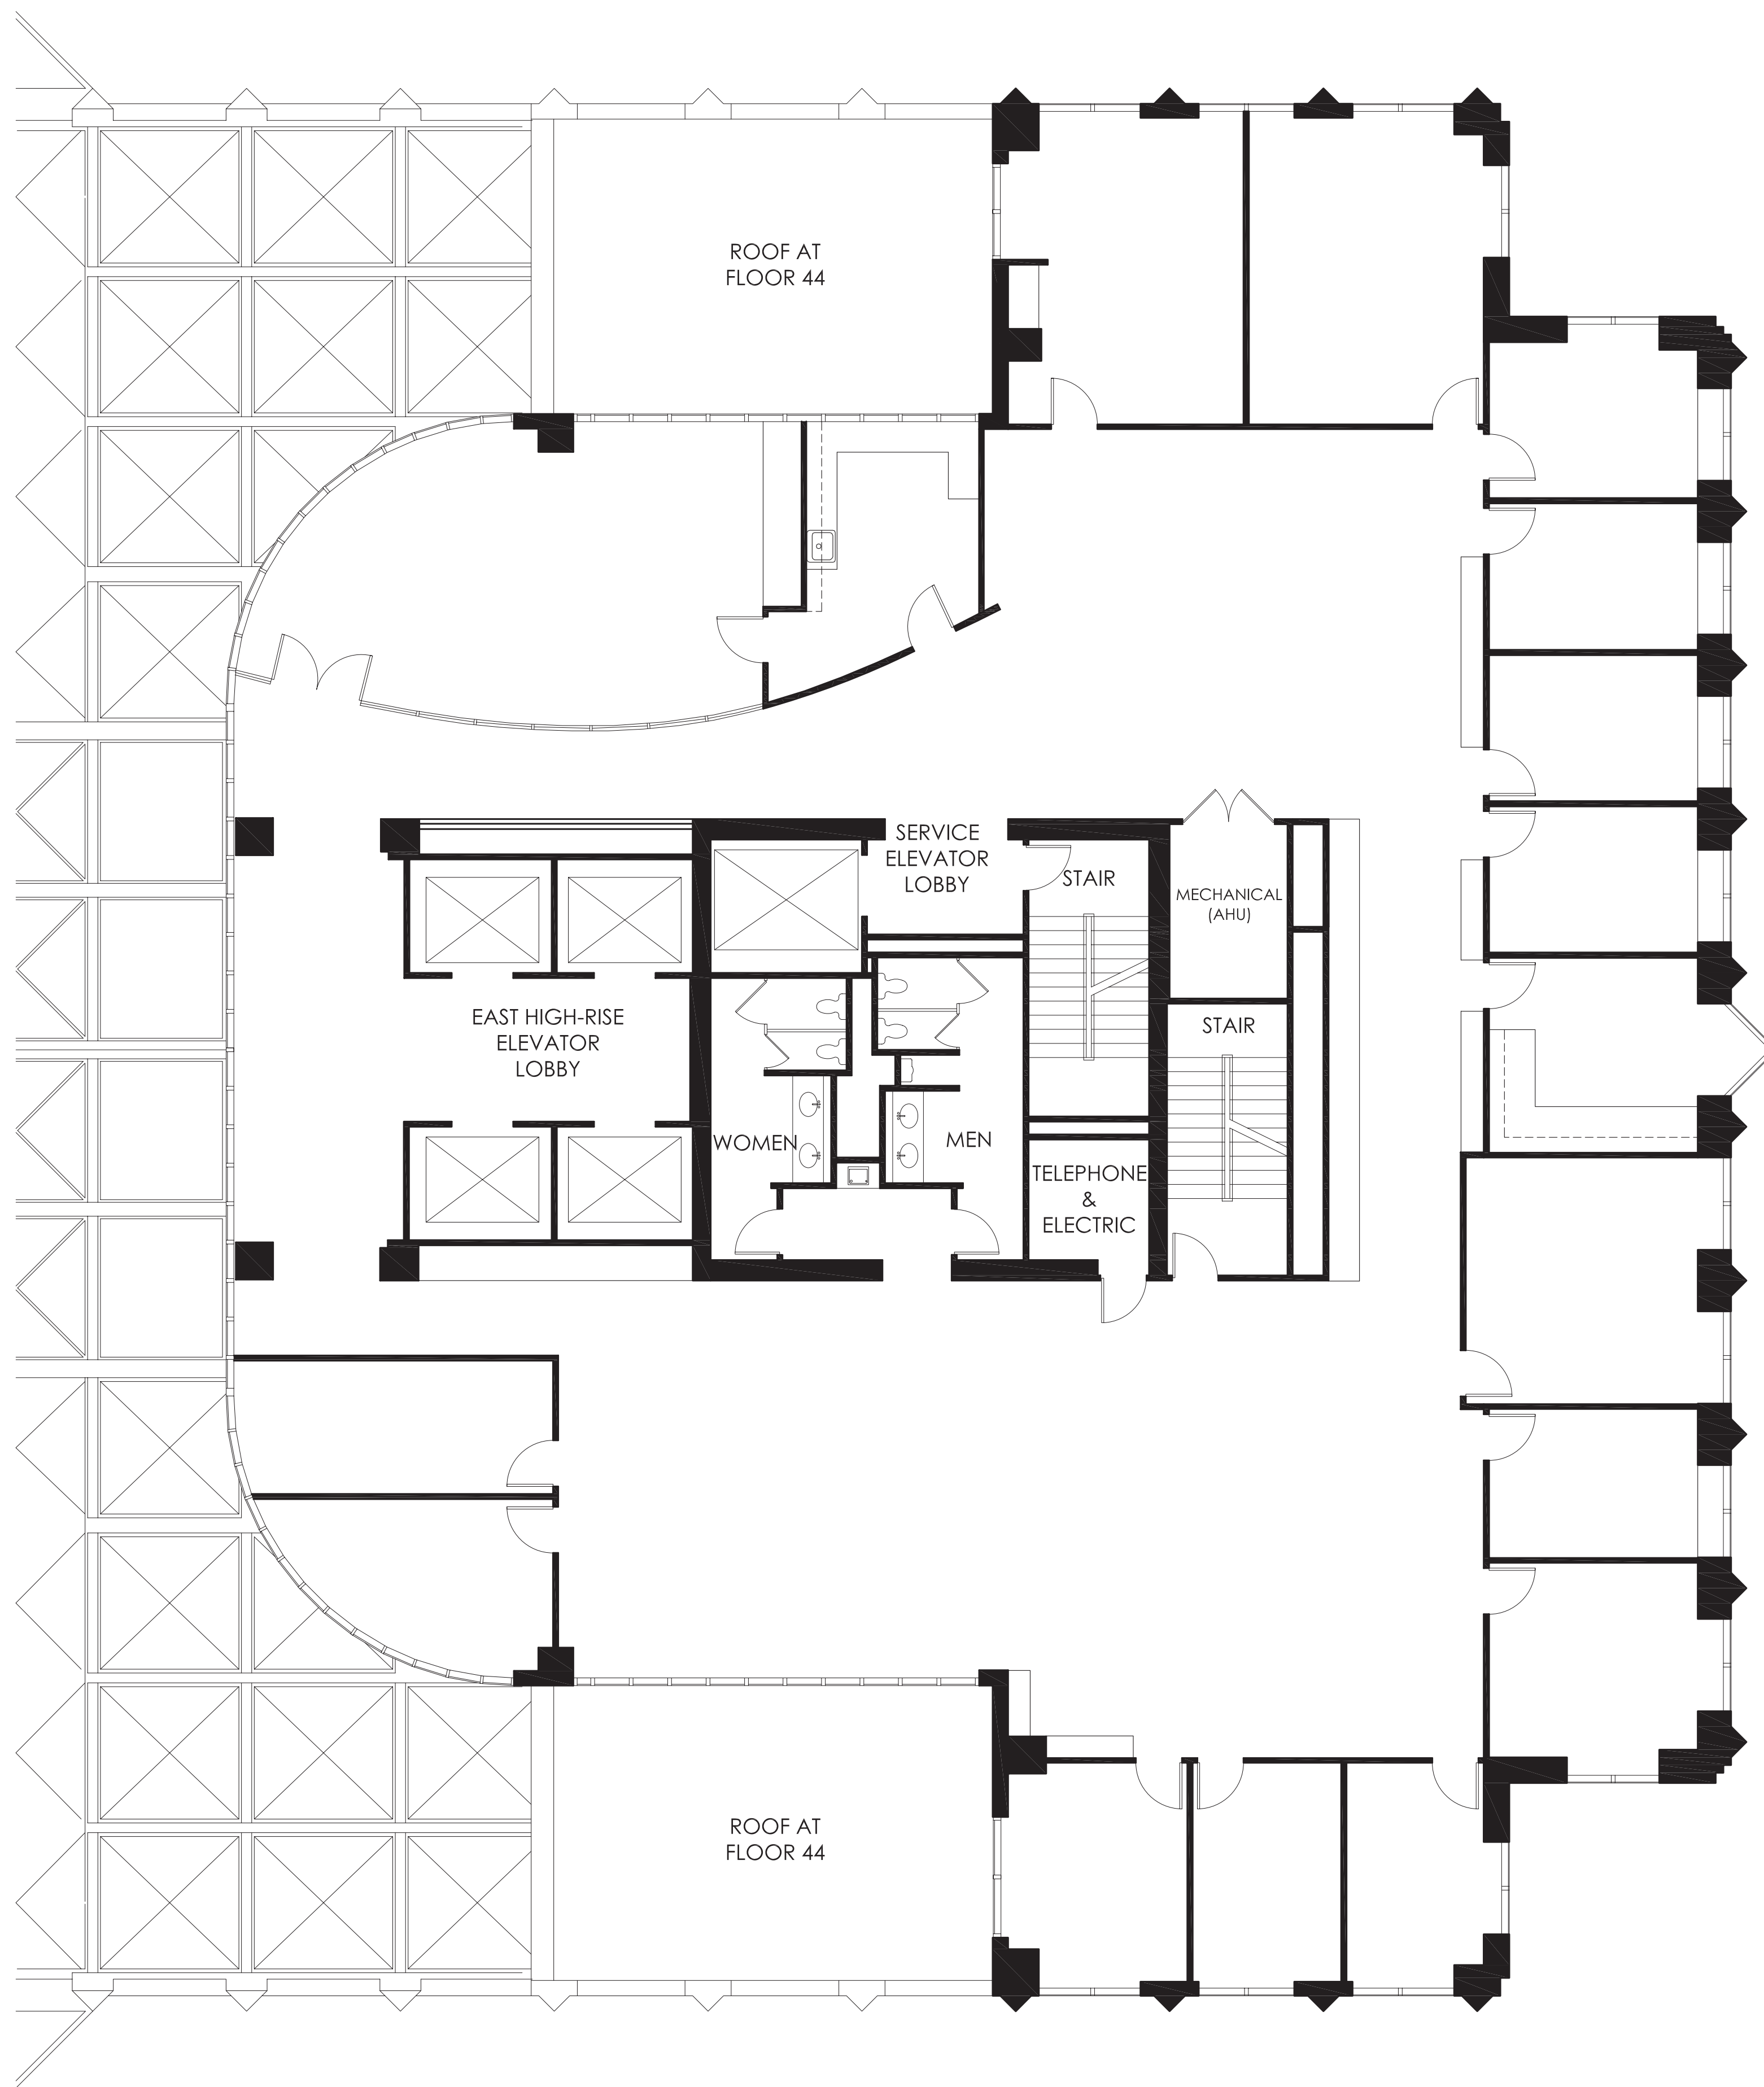 ROOF AT
FLOOR 44
SERVICE
ELEVATOR
LOBBY
STAIR
MECHANICAL
(AHU)
EAST HIGH-RISE
ELEVATOR
LOBBY
STAIR
WOMEN
MEN
TELEPHONE
&
ELECTRIC
ROOF AT
FLOOR 44